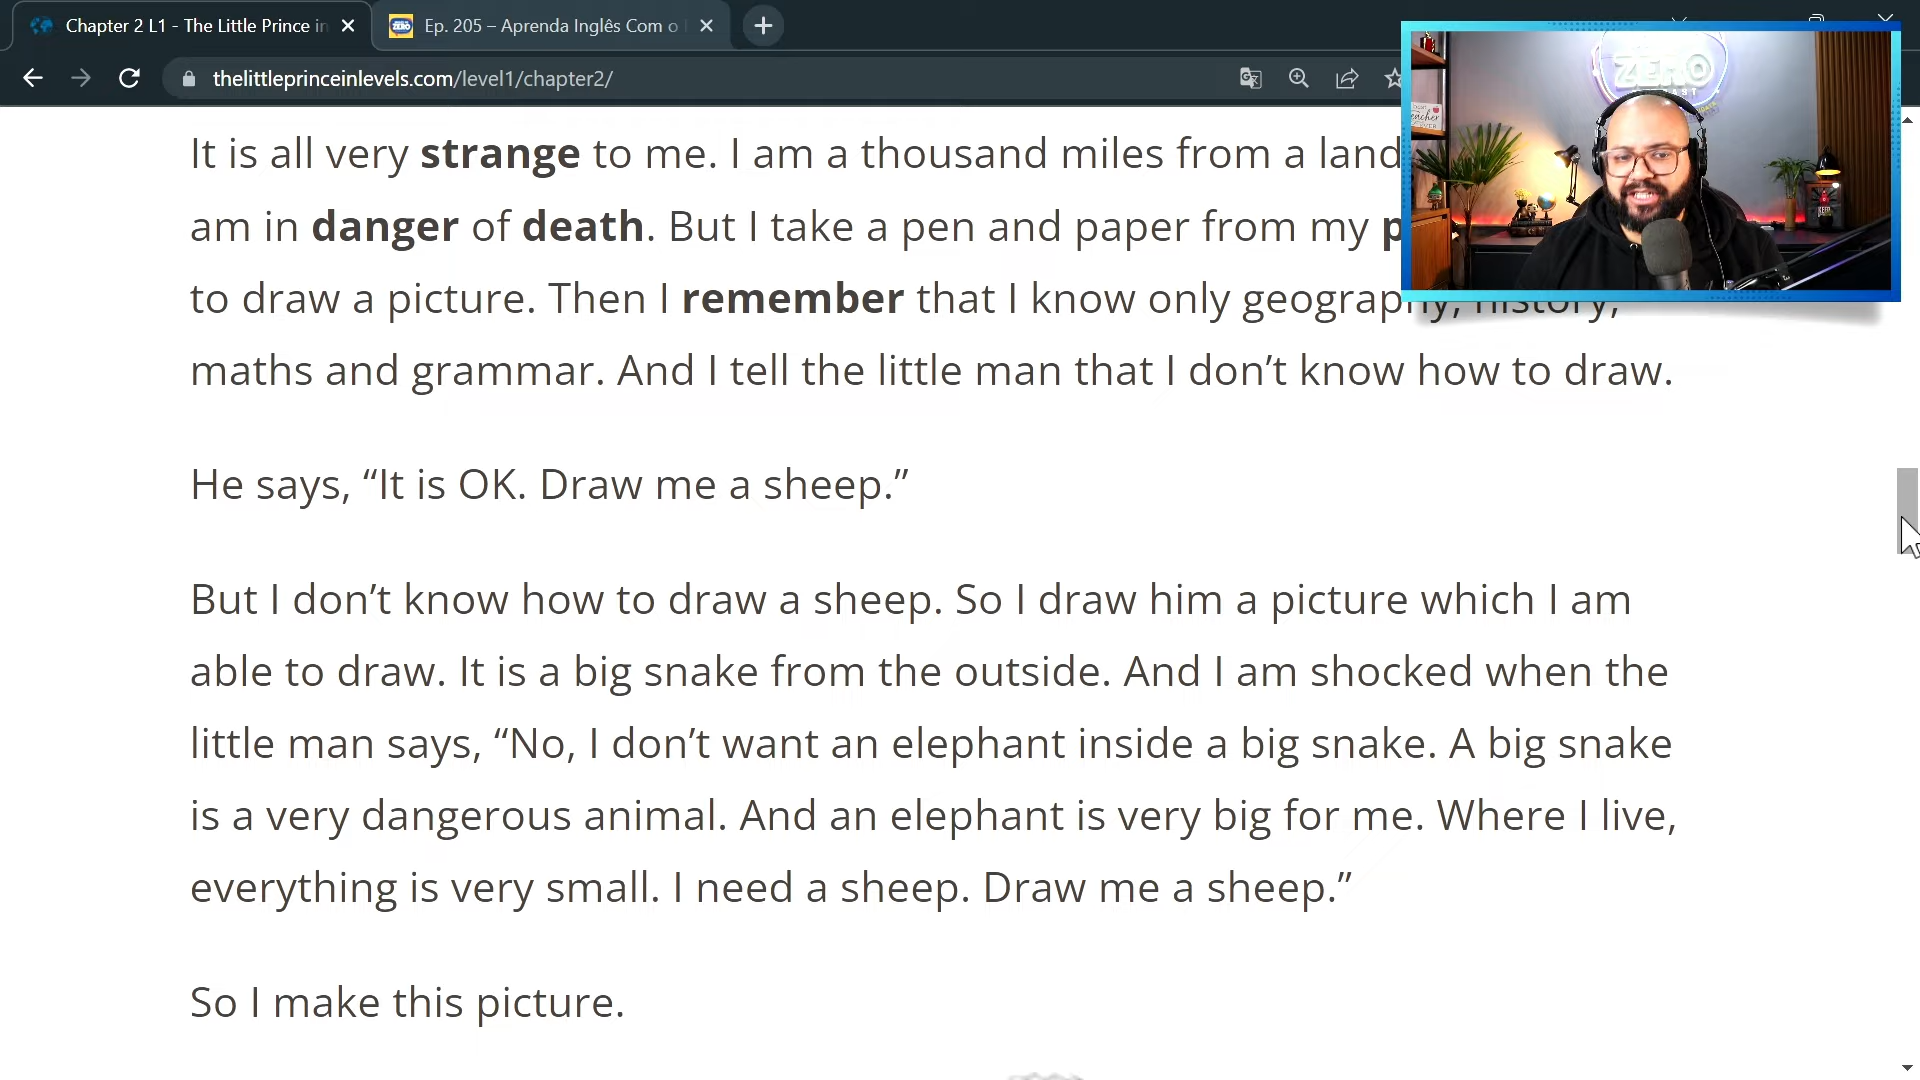 Chapter 2 L1 - The Little Prince in
Ep. 205 – Aprenda Inglês Com o
thelittleprinceinlevels.com/level1/chapter2/
ZERO
It is all very strange to me. I am a thousand miles from a land
am in danger of death. But I take a pen and paper from my
to draw a picture. Then I remember that I know only geography, history,
maths and grammar. And I tell the little man that I don’t know how to draw.
He says, “It is OK. Draw me a sheep.”
But I don’t know how to draw a sheep. So I draw him a picture which I am
able to draw. It is a big snake from the outside. And I am shocked when the
little man says, “No, I don’t want an elephant inside a big snake. A big snake
is a very dangerous animal. And an elephant is very big for me. Where I live,
everything is very small. I need a sheep. Draw me a sheep.”
So I make this picture.